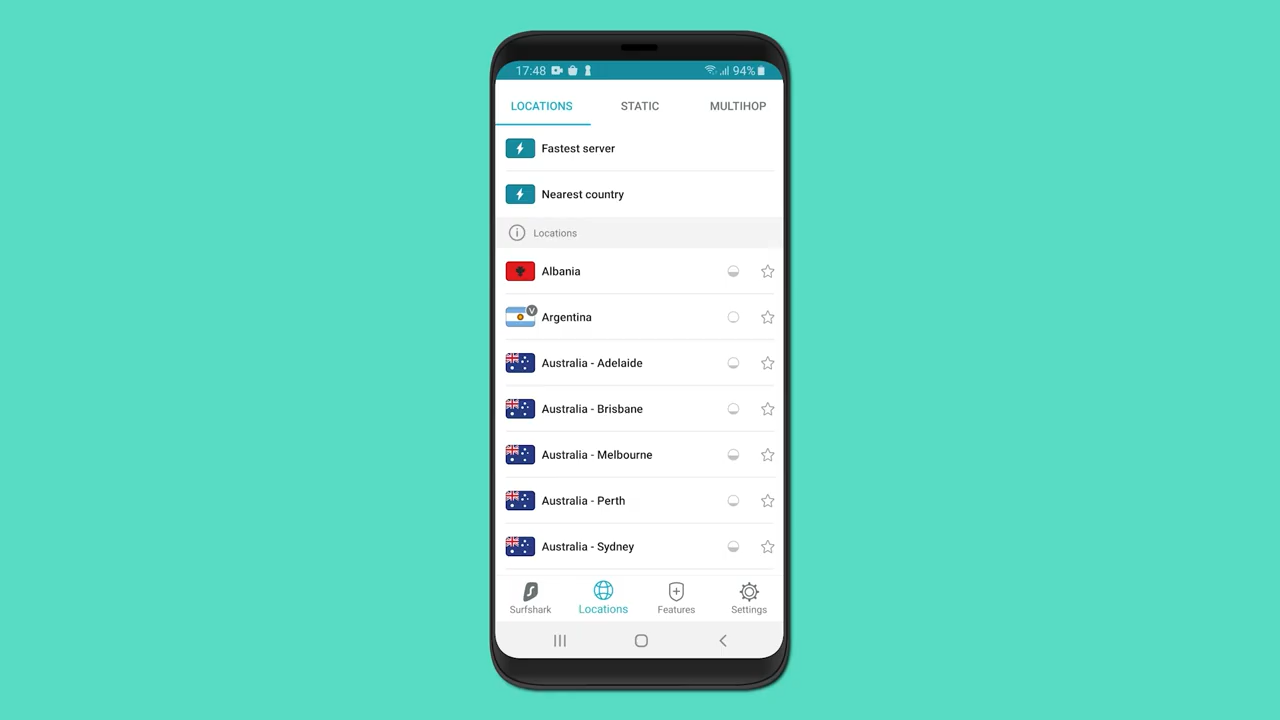 17:48 94%
LOCATIONS STATIC MULTIHOP
Fastest server
Nearest country
Locations
Albania
V
Argentina
Australia - Adelaide
Australia - Brisbane
Australia - Melbourne
Australia - Perth
Australia - Sydney
Surfshark Locations Features Settings